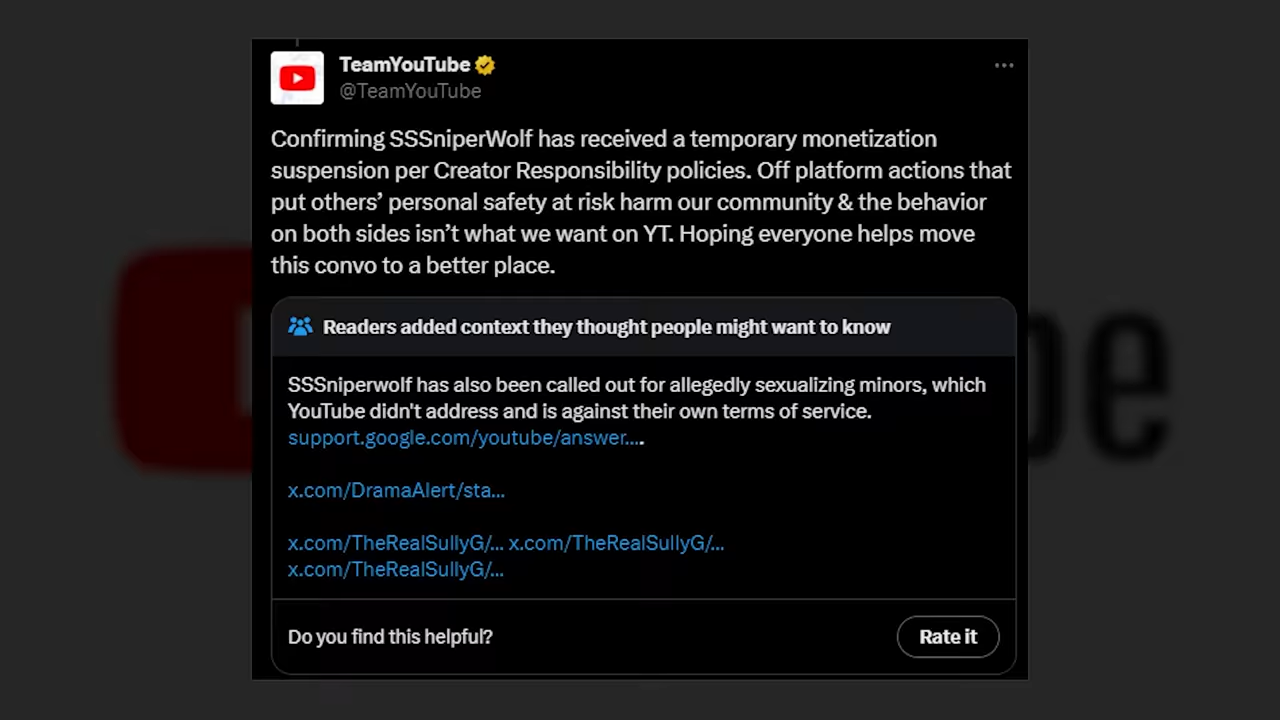 TeamYouTube
@TeamYouTube
Confirming SSSniperWolf has received a temporary monetization
suspension per Creator Responsibility policies. Off platform actions that
put others’ personal safety at risk harm our community & the behavior
on both sides isn’t what we want on YT. Hoping everyone helps move
this convo to a better place.
Readers added context they thought people might want to know
SSSniperwolf has also been called out for allegedly sexualizing minors, which
YouTube didn't address and is against their own terms of service.
support.google.com/youtube/answer….
x.com/DramaAlert/sta…
x.com/TheRealSullyG/… x.com/TheRealSullyG/…
x.com/TheRealSullyG/…
Do you find this helpful?
Rate it
be